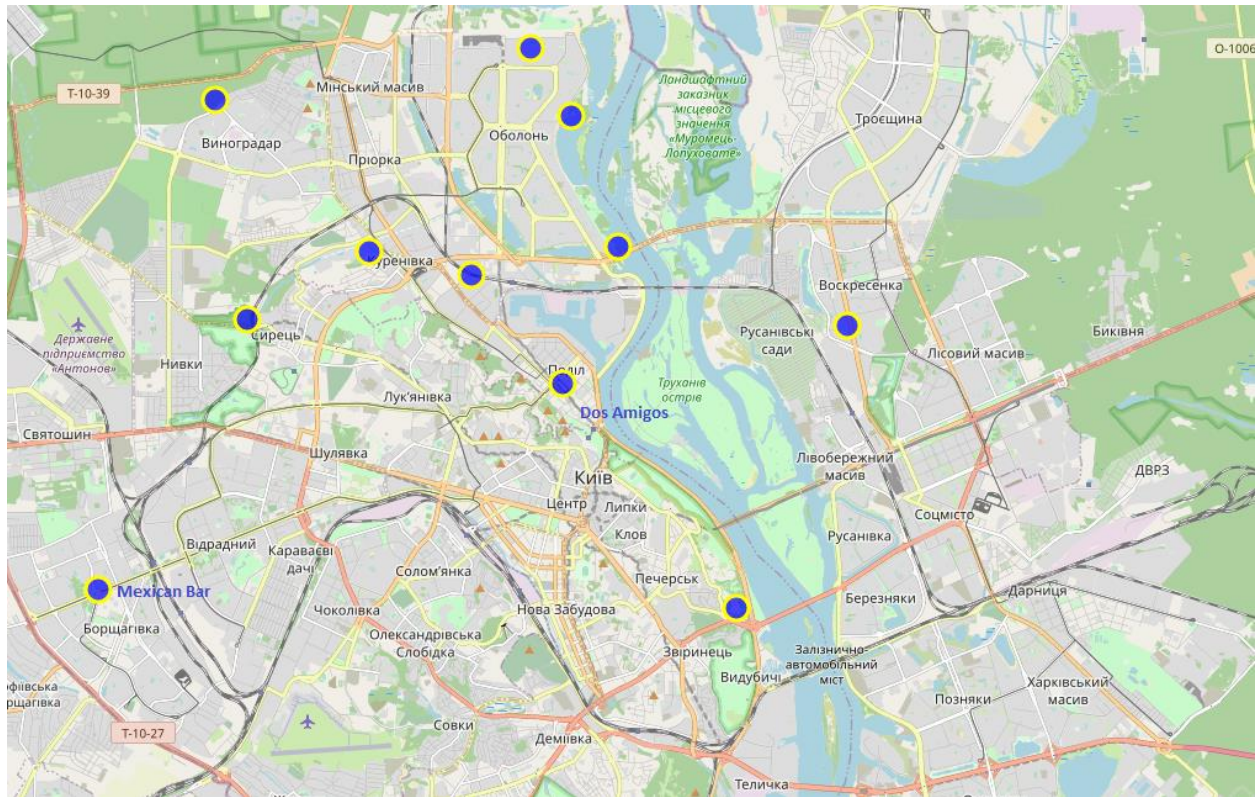 О-1006
Т-10-39
Мінський масив
Ландшафтний
заказник
місцевого
значення
«Муромець-
Лопуховате»
Троєщина
Оболонь
Виноградар
Пріорка
Куренівка
Воскресенка
Биківня
Державне
підприємство
«Антонов»
Сирець
Нивки
Русанівські
сади
Лісовий масив
Поділ
Труханів
острів
Лук'янівка
Dos Amigos
Святошин
Шулявка
Київ
Лівобережний
масив
ДВРЗ
Центр
Липки
Клов
Соцмісто
Русанівка
Відрадний
Караваєві
дачі
Солом'янка
Печерськ
Mexican Bar
Дарниця
Березняки
Чоколівка
Нова Забудова
Борщагівка
Олександрівська
Слобідка
Звіринець
Залізнично-
автомобільний
міст
Видубичі
Харківський
масив
Позняки
Совки
Т-10-27
Деміївка
Теличка